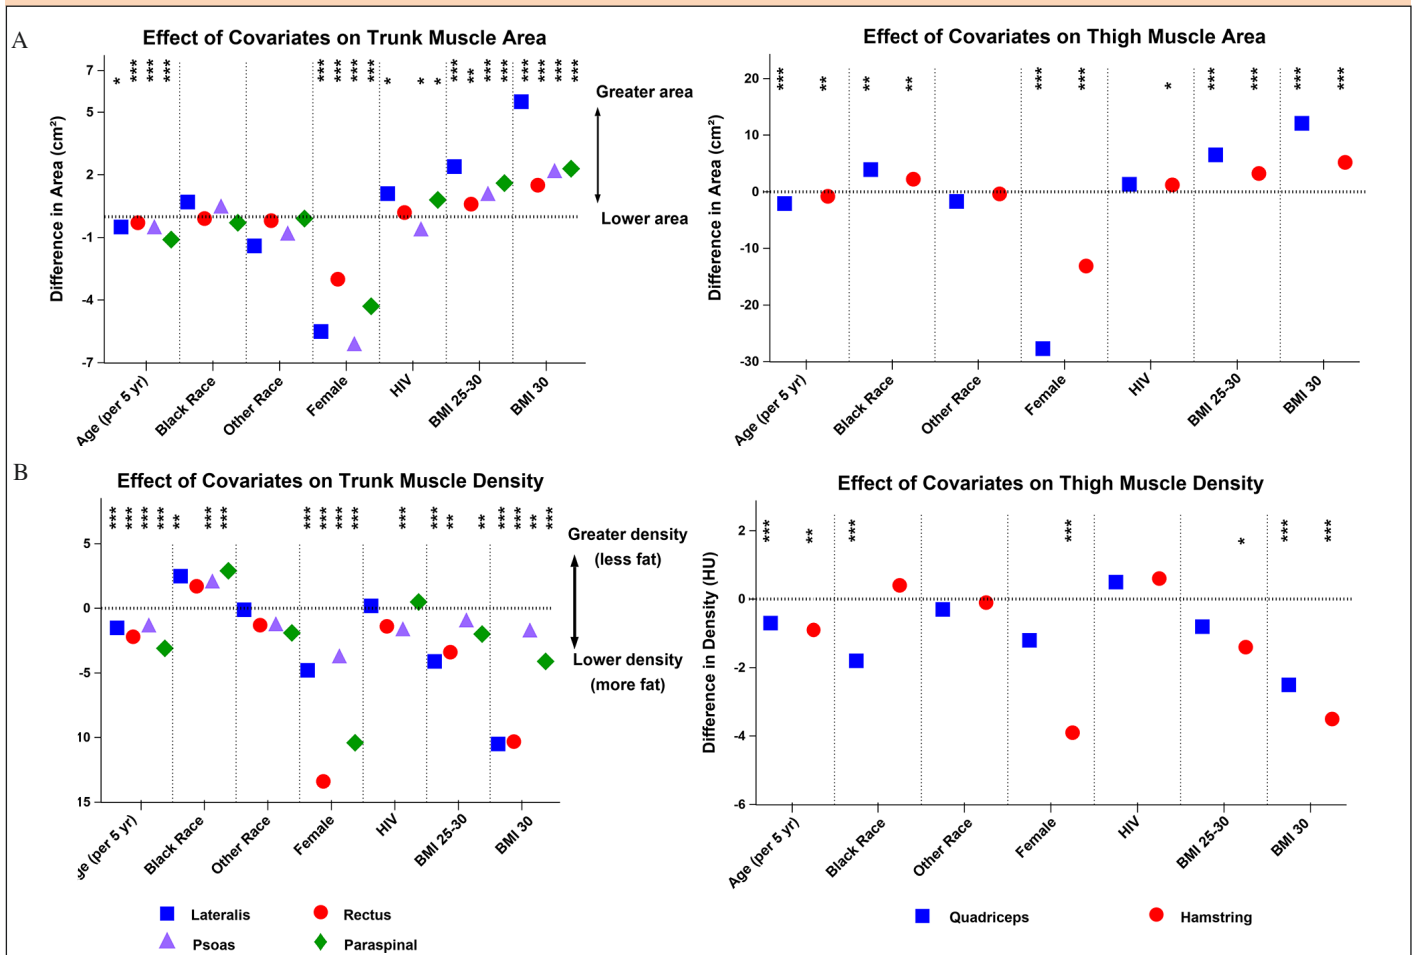 A
Effect of Covariates on Trunk Muscle Area
Effect of Covariates on Thigh Muscle Area
* *** *** *** *** *** *** *** * * * *** ** *** *** *** *** *** ***
*** ** ** ** *** *** * *** *** *** ***
Difference in Area (cm²)
7
5
2
-1
-4
-7
Greater area
Lower area
Age (per 5 yr)
Black Race
Other Race
Female
HIV
BMI 25-30
BMI 30
Difference in Area (cm²)
20
10
0
-10
-20
-30
Age (per 5 yr)
Black Race
Other Race
Female
HIV
BMI 25-30
BMI 30
B
Effect of Covariates on Trunk Muscle Density
Effect of Covariates on Thigh Muscle Density
*** *** *** *** ** *** *** *** *** *** *** *** *** ** ** *** *** ** ***
*** ** *** *** * *** ***
5
0
-5
10
15
Greater density
(less fat)
Lower density
(more fat)
ge (per 5 yr)
Black Race
Other Race
Female
HIV
BMI 25-30
BMI 30
Difference in Density (HU)
2
0
-2
-4
-6
Age (per 5 yr)
Black Race
Other Race
Female
HIV
BMI 25-30
BMI 30
Lateralis
Rectus
Psoas
Paraspinal
Quadriceps
Hamstring